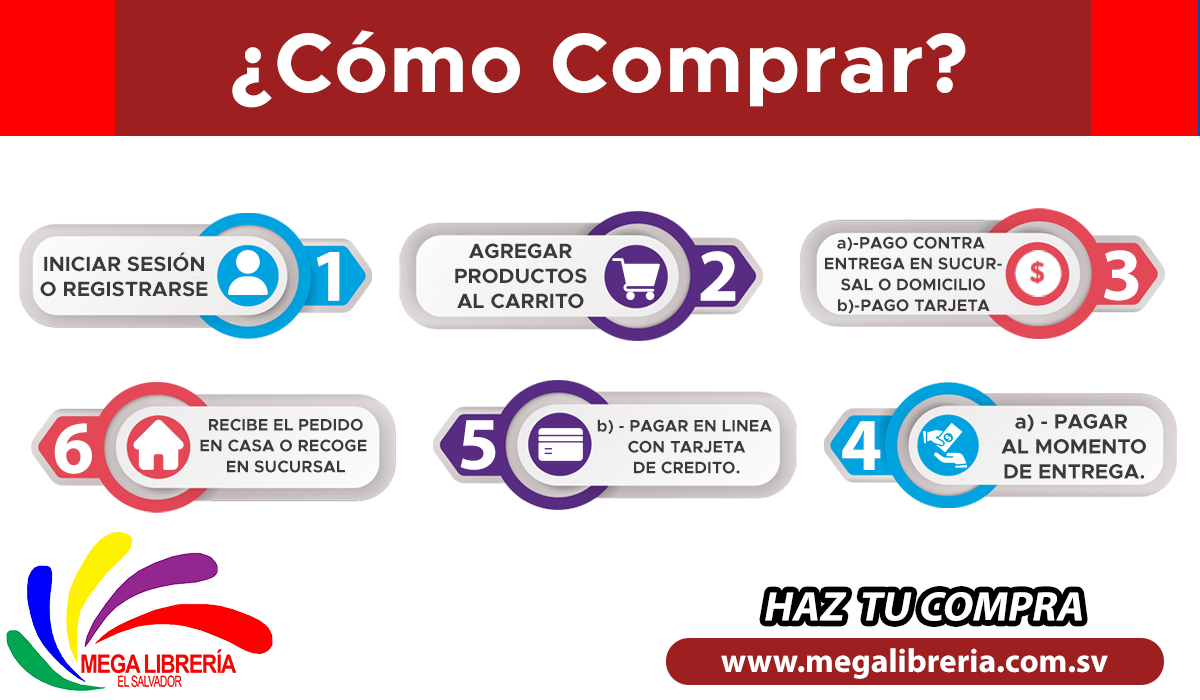 ¿Cómo Comprar?
INICIAR SESIÓN
O REGISTRARSE
1
AGREGAR
PRODUCTOS
AL CARRITO
2
a)-PAGO CONTRA
ENTREGA EN SUCUR-
SAL O DOMICILIO
b)-PAGO TARJETA
$
3
6
RECIBE EL PEDIDO
EN CASA O RECOGE
EN SUCURSAL
5
b) - PAGAR EN LINEA
CON TARJETA
DE CREDITO.
4
a) - PAGAR
AL MOMENTO
DE ENTREGA.
MEGA LIBRERÍA
EL SALVADOR
HAZ TU COMPRA
www.megalibreria.com.sv